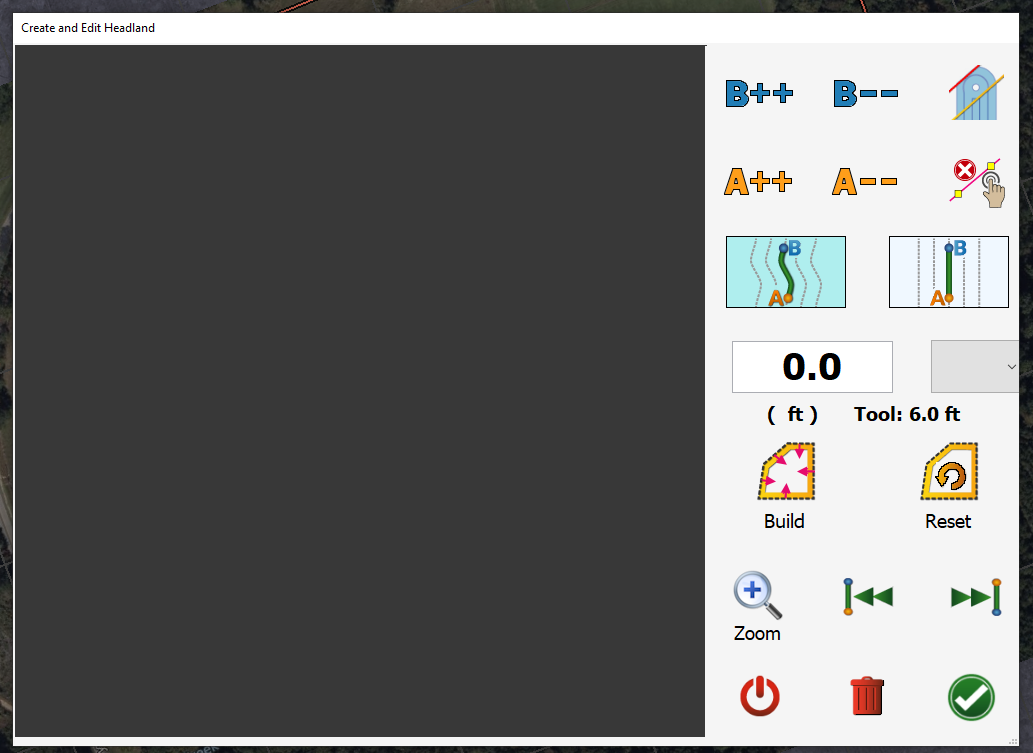 Create and Edit Headland
B++ B--
A++ A--
B B
A A
0.0
( ft ) Tool: 6.0 ft
Build Reset
Zoom